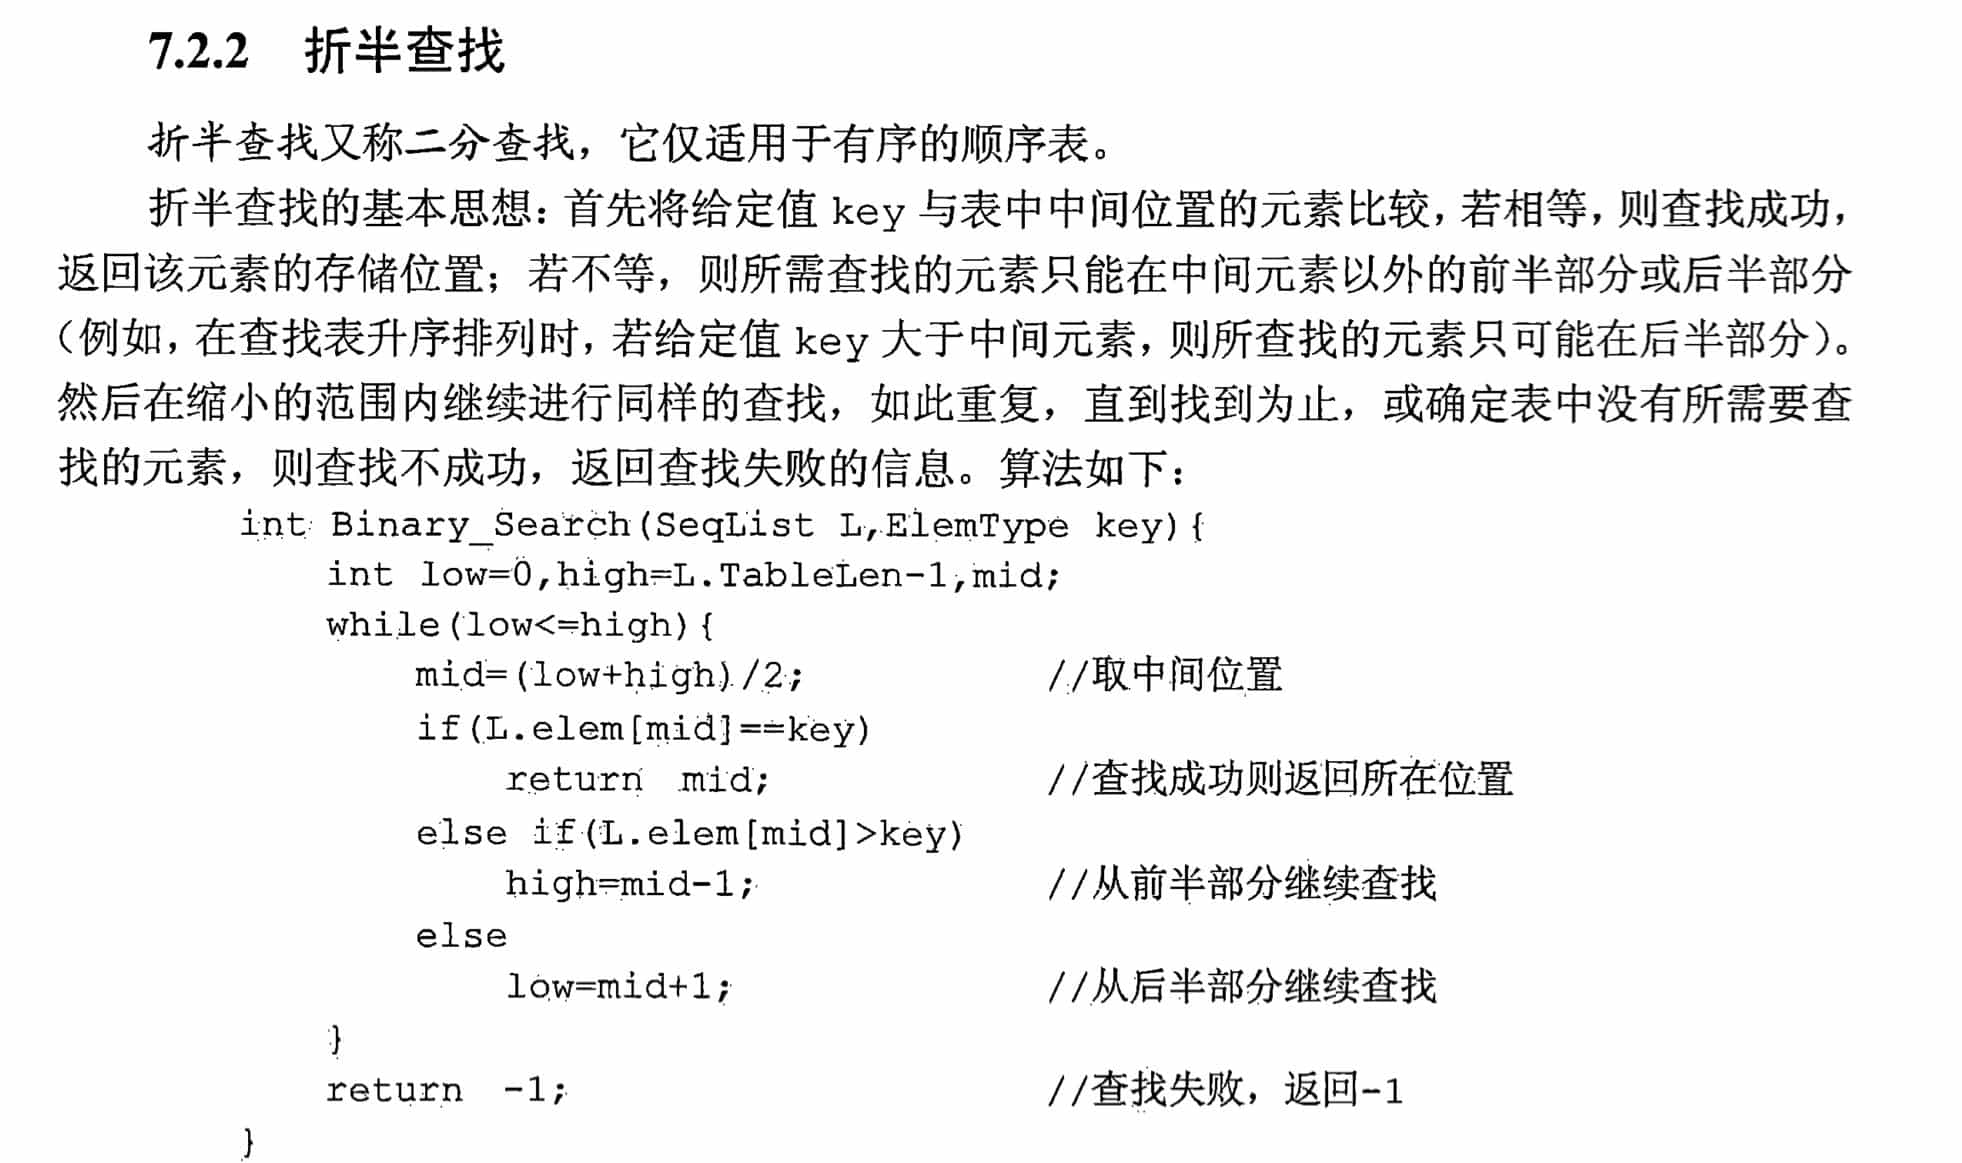 7.2.2 折半查找
折半查找又称二分查找，它仅适用于有序的顺序表。
折半查找的基本思想：首先将给定值 key 与表中中间位置的元素比较，若相等，则查找成功，
返回该元素的存储位置；若不等，则所需查找的元素只能在中间元素以外的前半部分或后半部分
（例如，在查找表升序排列时，若给定值 key 大于中间元素，则所查找的元素只可能在后半部分）。
然后在缩小的范围内继续进行同样的查找，如此重复，直到找到为止，或确定表中没有所需要查
找的元素，则查找不成功，返回查找失败的信息。算法如下：
int Binary_Search(SeqList L,ElemType key){
int low=0,high=L.TableLen-1,mid;
while(low<=high){
mid=(low+high)/2; //取中间位置
if(L.elem[mid]==key)
return mid; //查找成功则返回所在位置
else if(L.elem[mid]>key)
high=mid-1; //从前半部分继续查找
else
low=mid+1; //从后半部分继续查找
}
return -1; //查找失败，返回-1
}